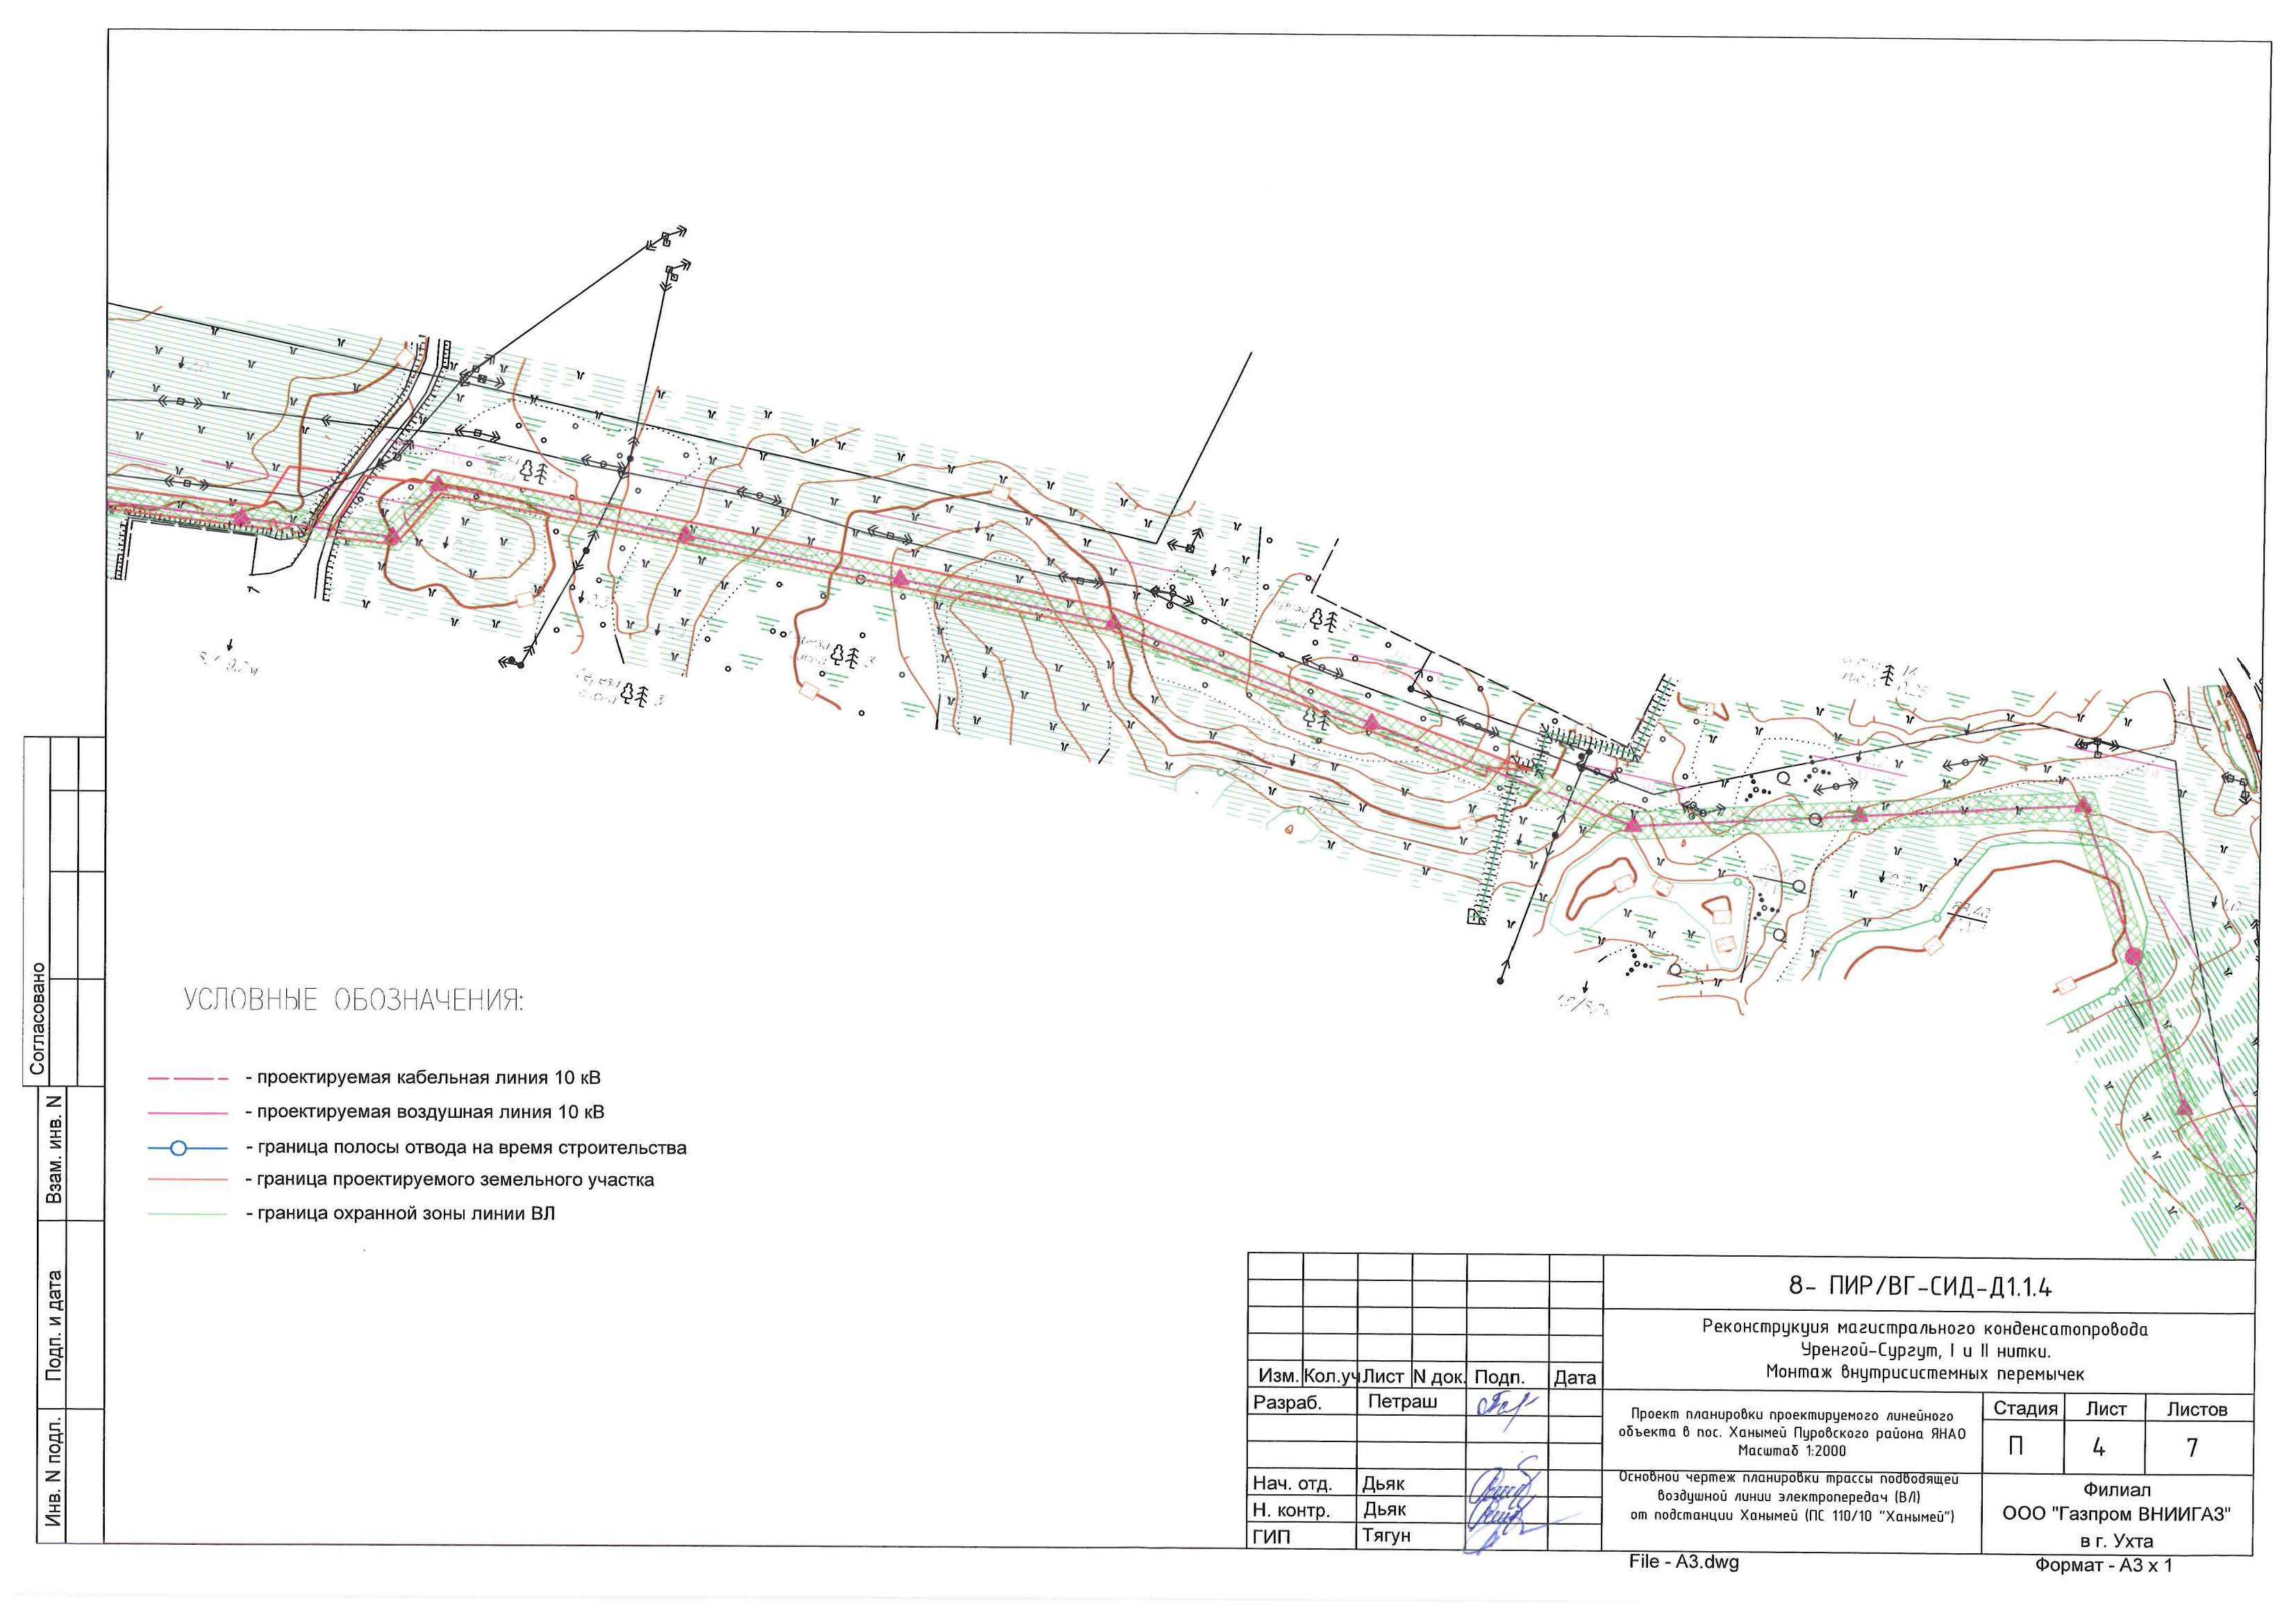 УСЛОВНЫЕ ОБОЗНАЧЕНИЯ:
- проектируемая кабельная линия 10 кВ
- проектируемая воздушная линия 10 кВ
- граница полосы отвода на время строительства
- граница проектируемого земельного участка
- граница охранной зоны линии ВЛ
Согласовано
Взам. инв. N
Подп. и дата
Инв. N подл.
8- ПИР/ВГ-СИД-Д1.1.4
Реконструкция магистрального конденсатопровода
Уренгой-Сургут, I и II нитки.
Монтаж внутрисистемных перемычек
Изм. Кол.уч Лист N док. Подп. Дата
Разраб. Петраш
Проект планировки проектируемого линейного
объекта в пос. Ханымей Пуровского района ЯНАО
Масштаб 1:2000
Стадия Лист Листов
П 4 7
Нач. отд. Дьяк
Н. контр. Дьяк
ГИП Тягун
Основной чертеж планировки трассы подводящей
воздушной линии электропередач (ВЛ)
от подстанции Ханымей (ПС 110/10 "Ханымей")
Филиал
ООО "Газпром ВНИИГАЗ"
в г. Ухта
File - A3.dwg
Формат - А3 х 1